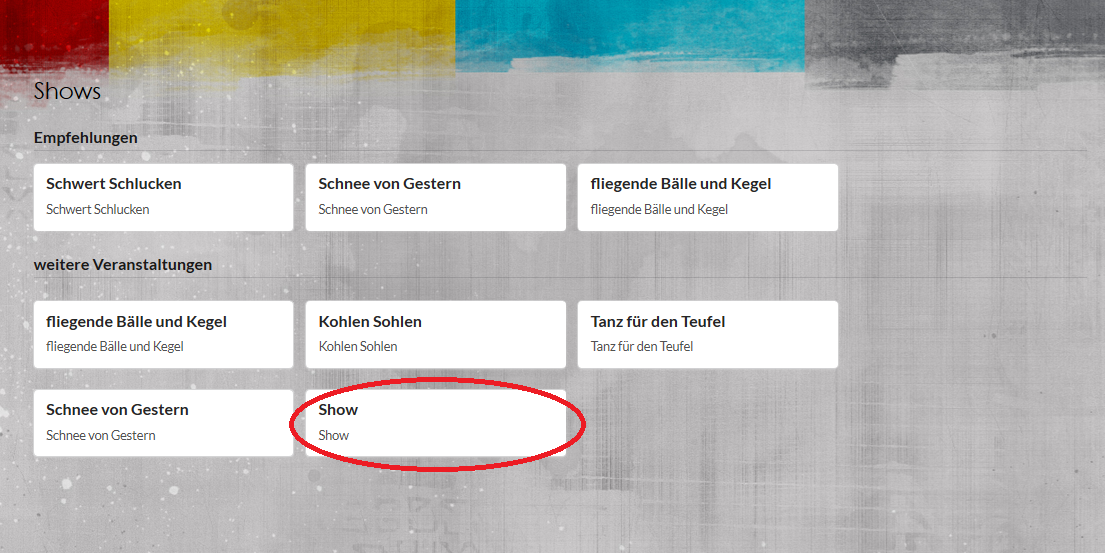 Shows
Empfehlungen
Schwert Schlucken
Schwert Schlucken
Schnee von Gestern
Schnee von Gestern
fliegende Bälle und Kegel
fliegende Bälle und Kegel
weitere Veranstaltungen
fliegende Bälle und Kegel
fliegende Bälle und Kegel
Kohlen Sohlen
Kohlen Sohlen
Tanz für den Teufel
Tanz für den Teufel
Schnee von Gestern
Schnee von Gestern
Show
Show